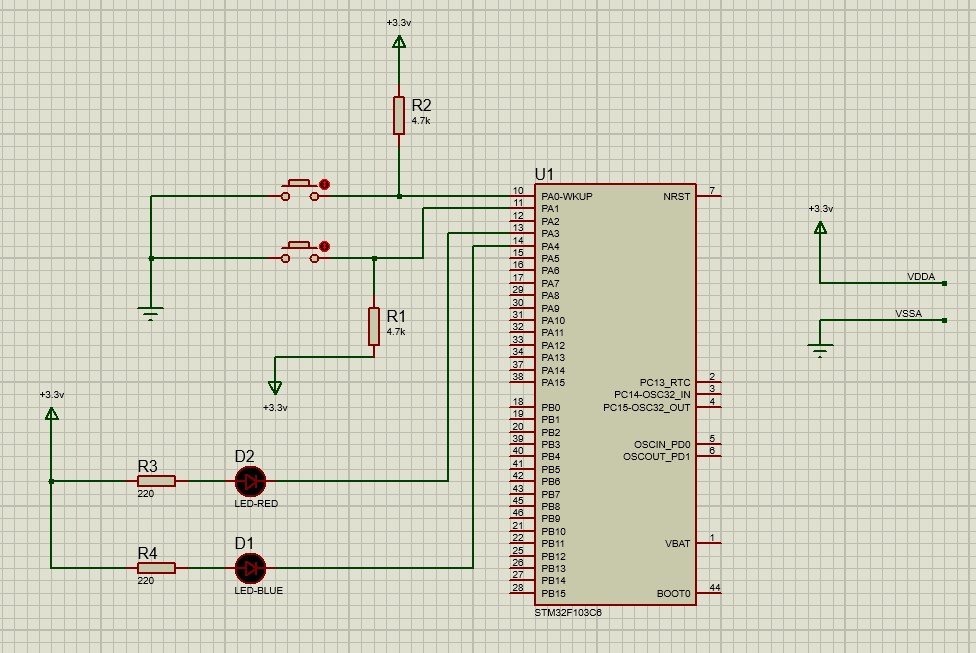 +3.3v
R2
4.7k
U1
10 PA0-WKUP NRST 7
11 PA1
12 PA2
13 PA3
14 PA4
15 PA5
16 PA6
17 PA7
29 PA8
30 PA9
31 PA10
32 PA11
33 PA12
34 PA13
37 PA14
38 PA15 PC13_RTC 2
PC14-OSC32_IN 3
18 PB0 PC15-OSC32_OUT 4
19 PB1
20 PB2
39 PB3 OSCIN_PD0 5
40 PB4 OSCOUT_PD1 6
41 PB5
42 PB6
43 PB7
45 PB8
46 PB9
21 PB10
22 PB11 VBAT 1
25 PB12
26 PB13
27 PB14
28 PB15 BOOT0 44
STM32F103C6
+3.3v
VDDA
VSSA
R1
4.7k
+3.3v
+3.3v
R3
220
D2
LED-RED
R4
220
D1
LED-BLUE